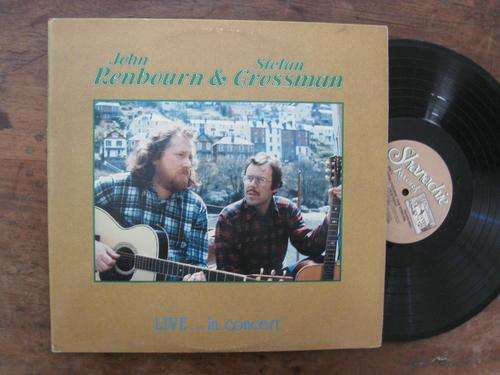 John Stefan
Renbourn & Grossman
LIVE...in concert
Shanachie